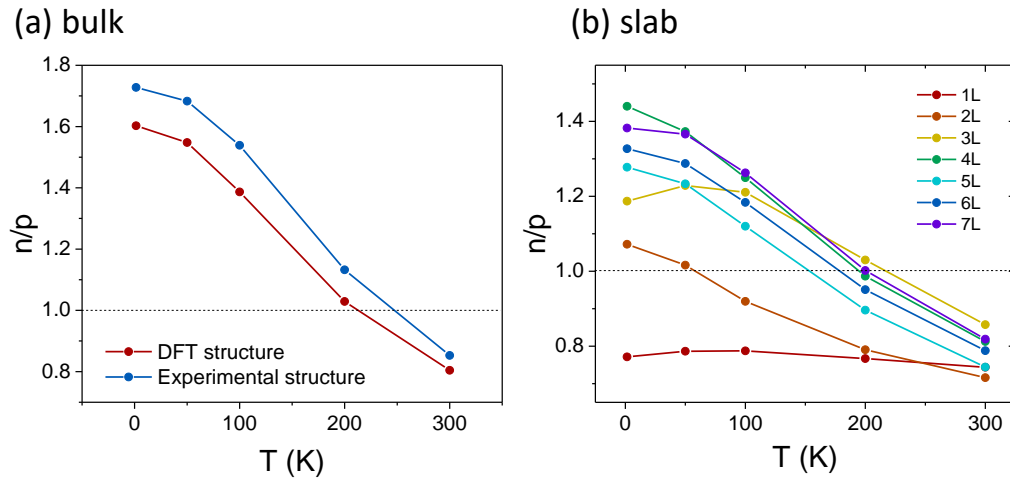 (a) bulk
1.8
1.6
1.4
1.2
1.0
0.8
n/p
DFT structure
Experimental structure
0
100
200
300
T (K)
(b) slab
1.4
1.2
1.0
0.8
n/p
1L
2L
3L
4L
5L
6L
7L
0
100
200
300
T (K)